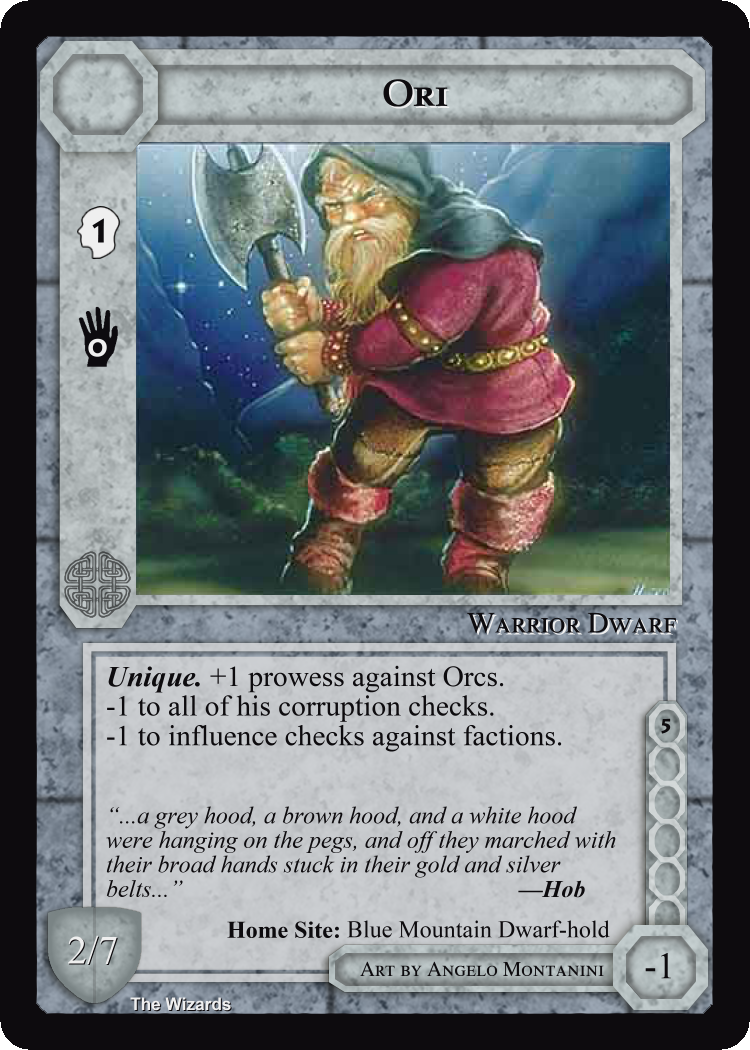 Ori
1
0
Warrior Dwarf
Unique. +1 prowess against Orcs.
-1 to all of his corruption checks.
-1 to influence checks against factions.
5
“...a grey hood, a brown hood, and a white hood
were hanging on the pegs, and off they marched with
their broad hands stuck in their gold and silver
belts...” —Hob
Home Site: Blue Mountain Dwarf-hold
2/7
Art by Angelo Montanini
-1
The Wizards